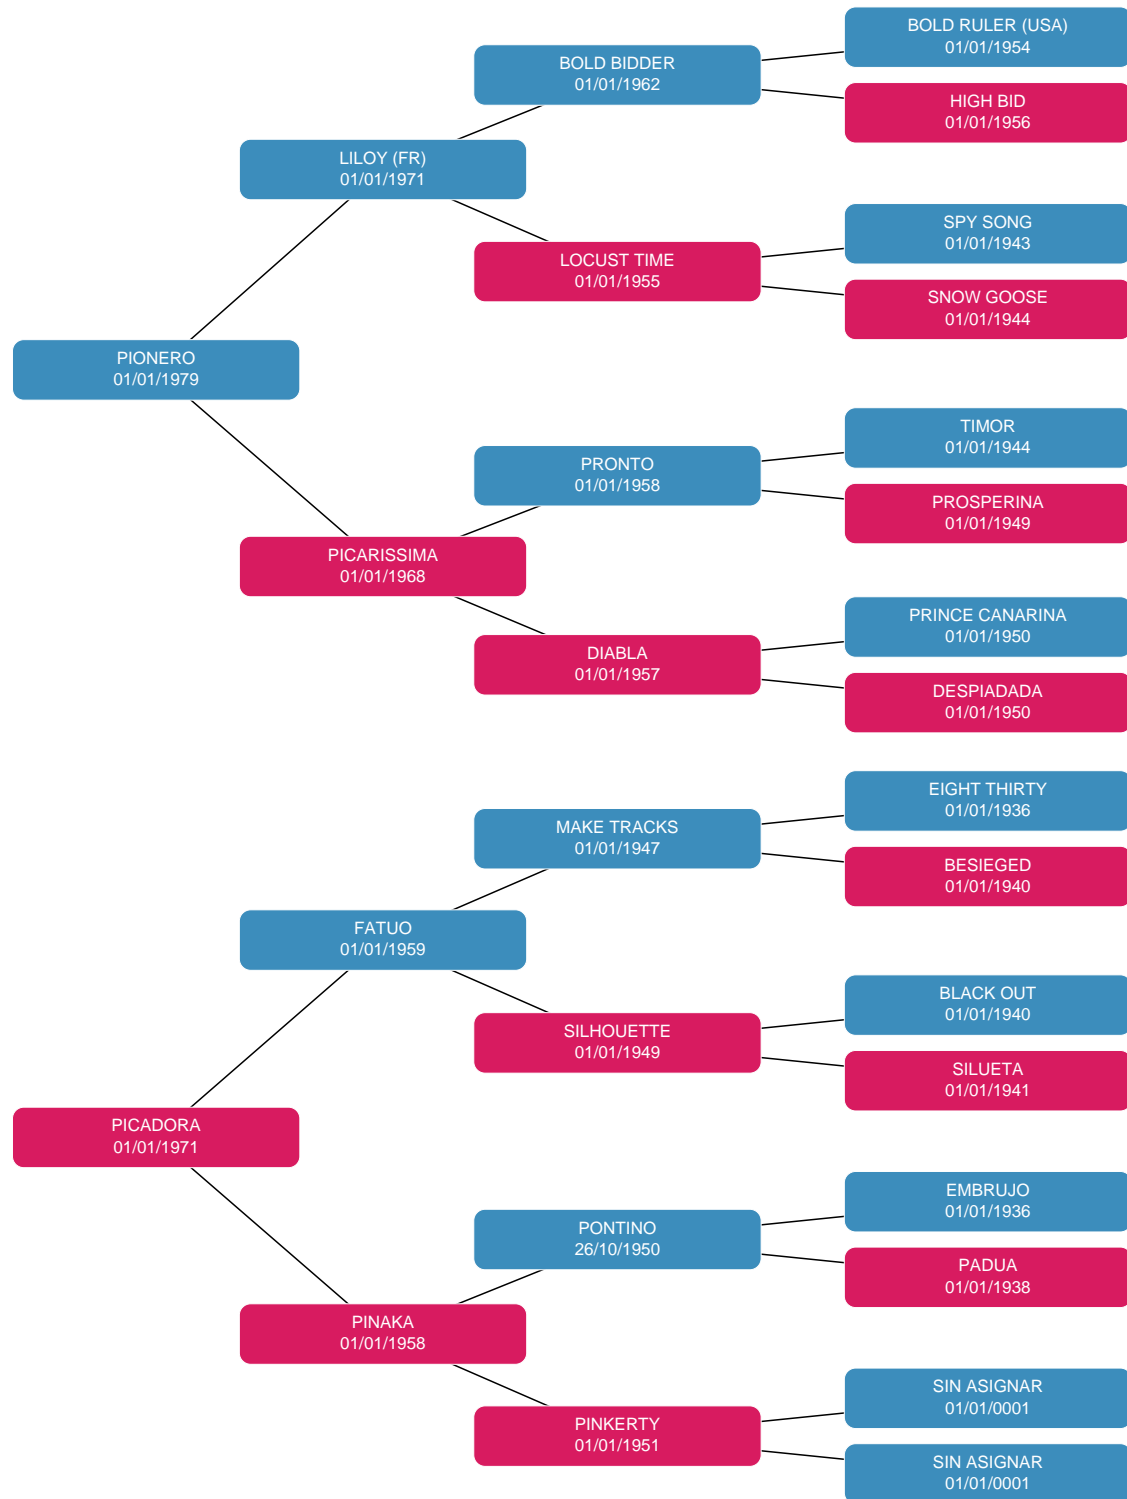 BOLD RULER (USA)
01/01/1954
BOLD BIDDER
01/01/1962
HIGH BID
01/01/1956
LILOY (FR)
01/01/1971
SPY SONG
01/01/1943
LOCUST TIME
01/01/1955
SNOW GOOSE
01/01/1944
PIONERO
01/01/1979
TIMOR
01/01/1944
PRONTO
01/01/1958
PROSPERINA
01/01/1949
PICARISSIMA
01/01/1968
PRINCE CANARINA
01/01/1950
DIABLA
01/01/1957
DESPIADADA
01/01/1950
EIGHT THIRTY
01/01/1936
MAKE TRACKS
01/01/1947
BESIEGED
01/01/1940
FATUO
01/01/1959
BLACK OUT
01/01/1940
SILHOUETTE
01/01/1949
SILUETA
01/01/1941
PICADORA
01/01/1971
EMBRUJO
01/01/1936
PONTINO
26/10/1950
PADUA
01/01/1938
PINAKA
01/01/1958
SIN ASIGNAR
01/01/0001
PINKERTY
01/01/1951
SIN ASIGNAR
01/01/0001